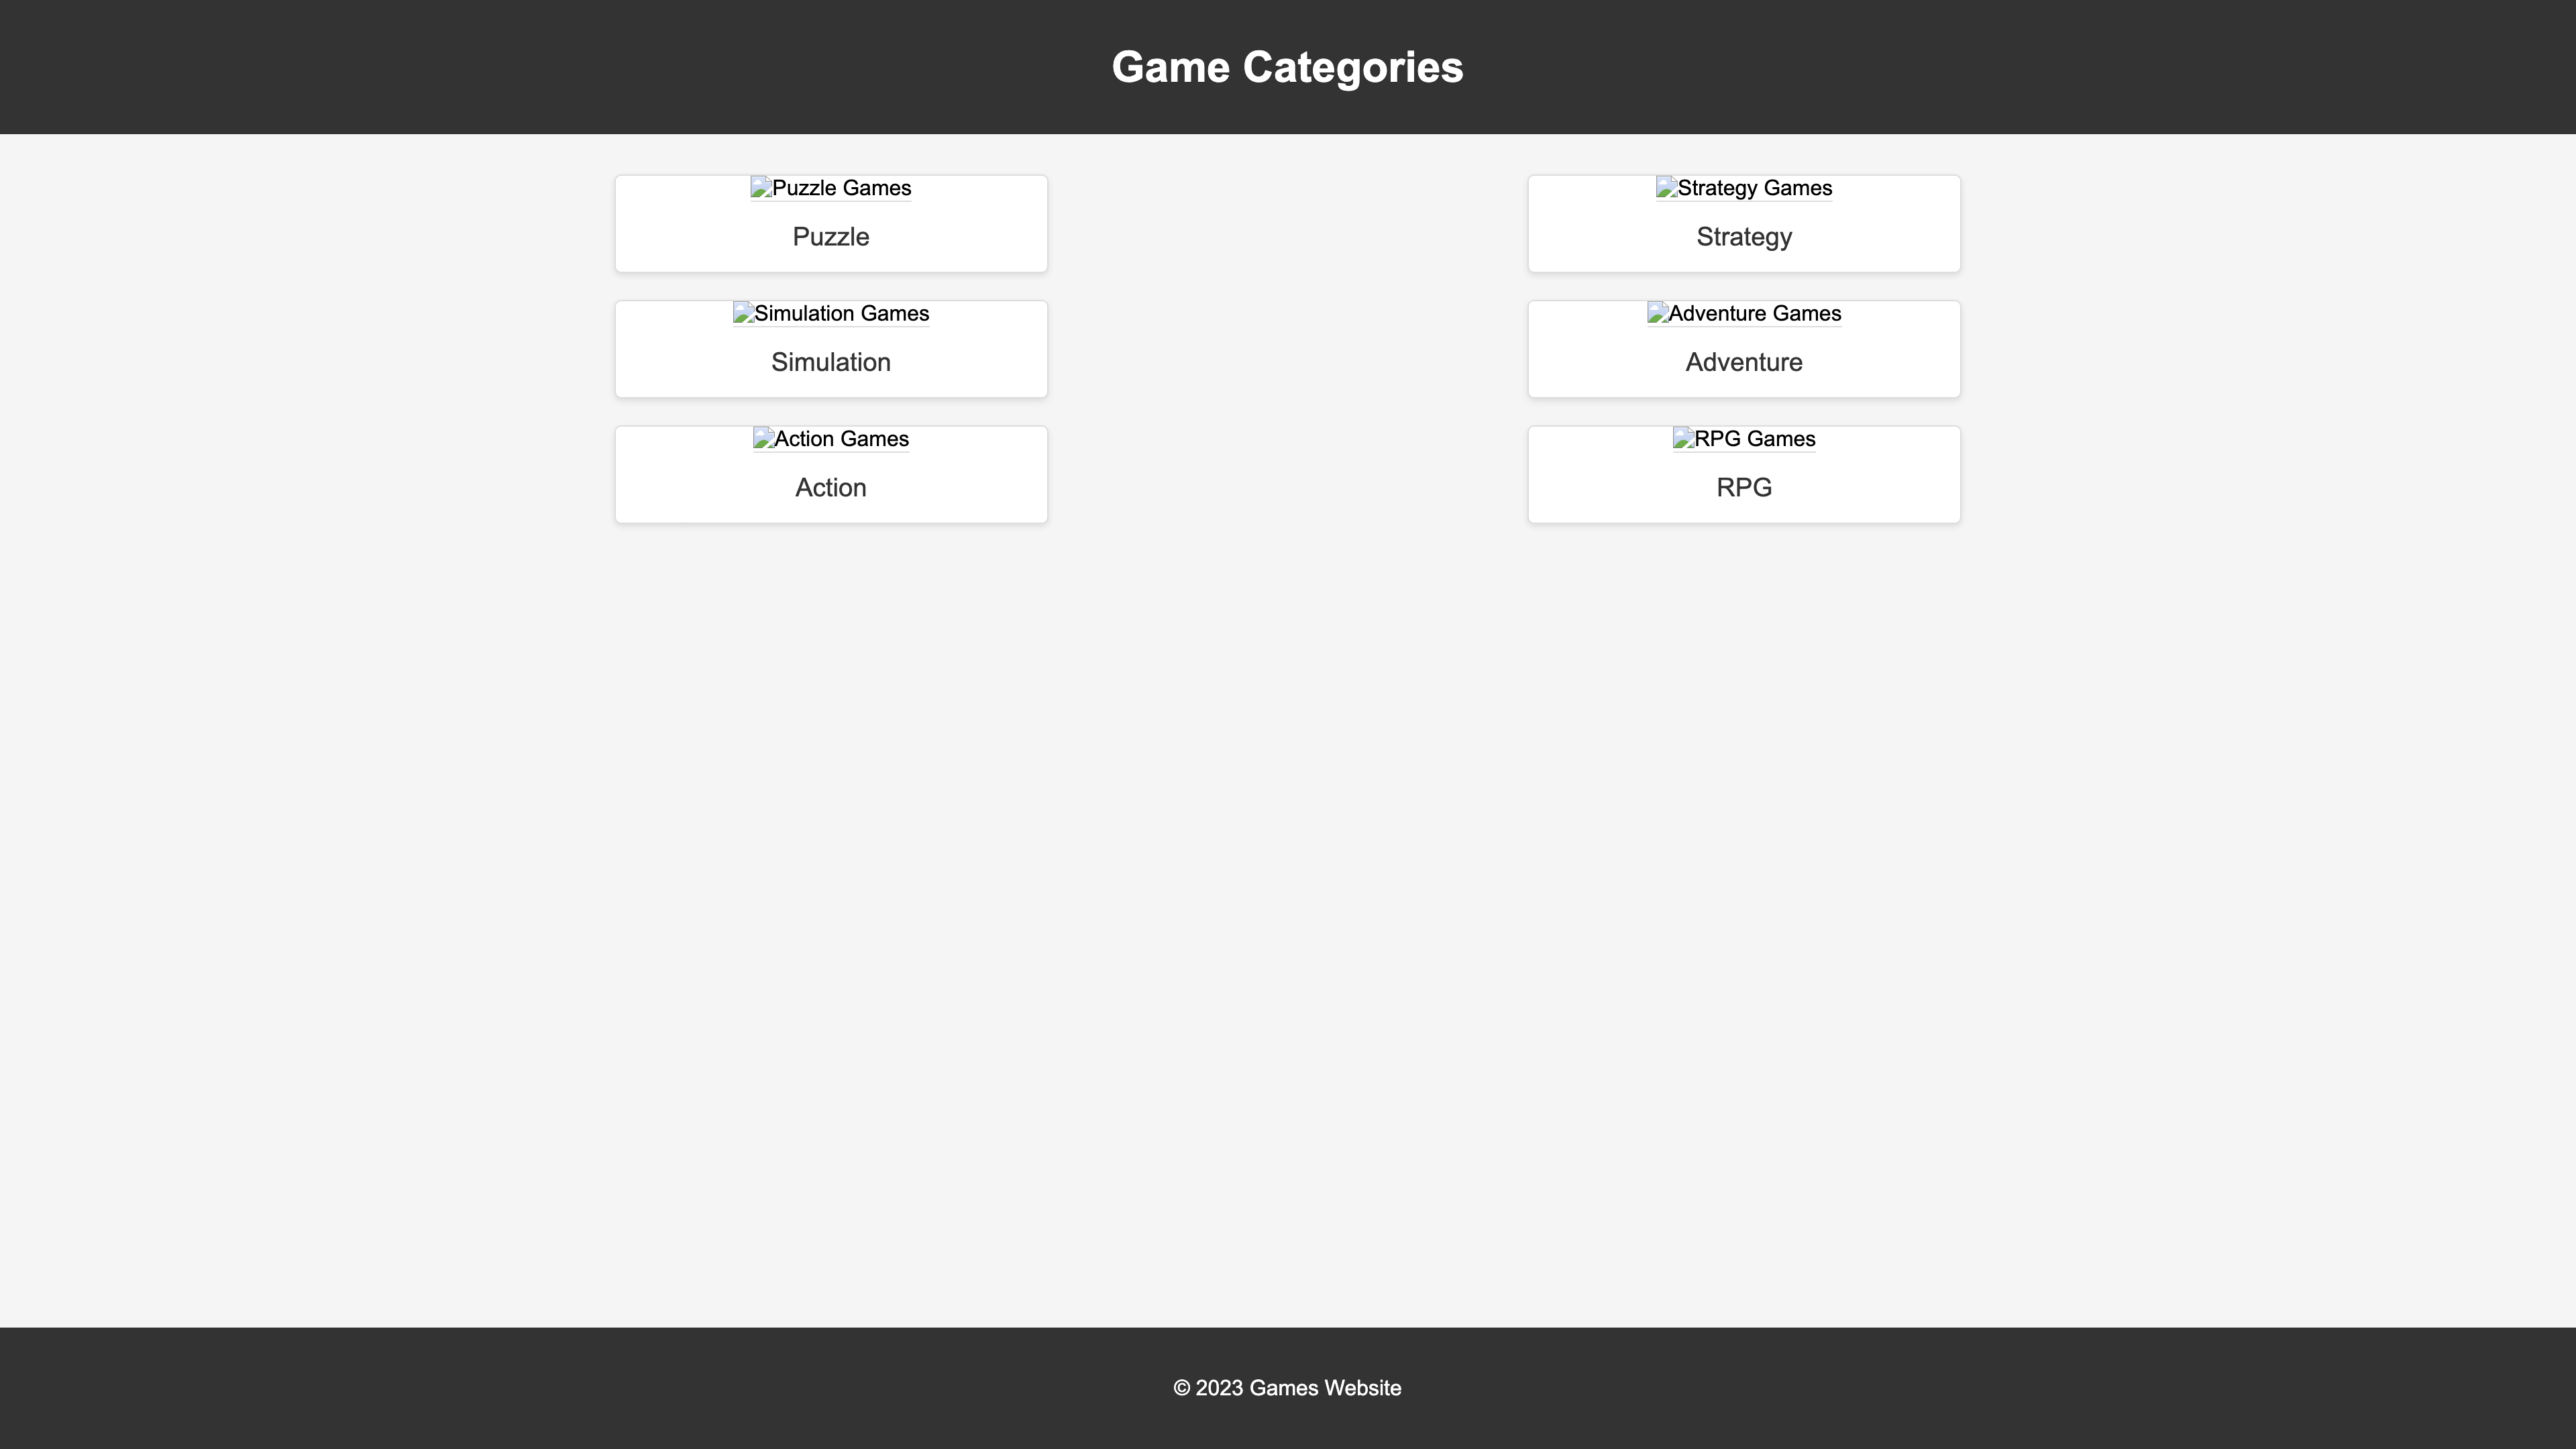 Game Categories
Puzzle Games
Puzzle
Strategy Games
Strategy
Simulation Games
Simulation
Adventure Games
Adventure
Action Games
Action
RPG Games
RPG
© 2023 Games Website